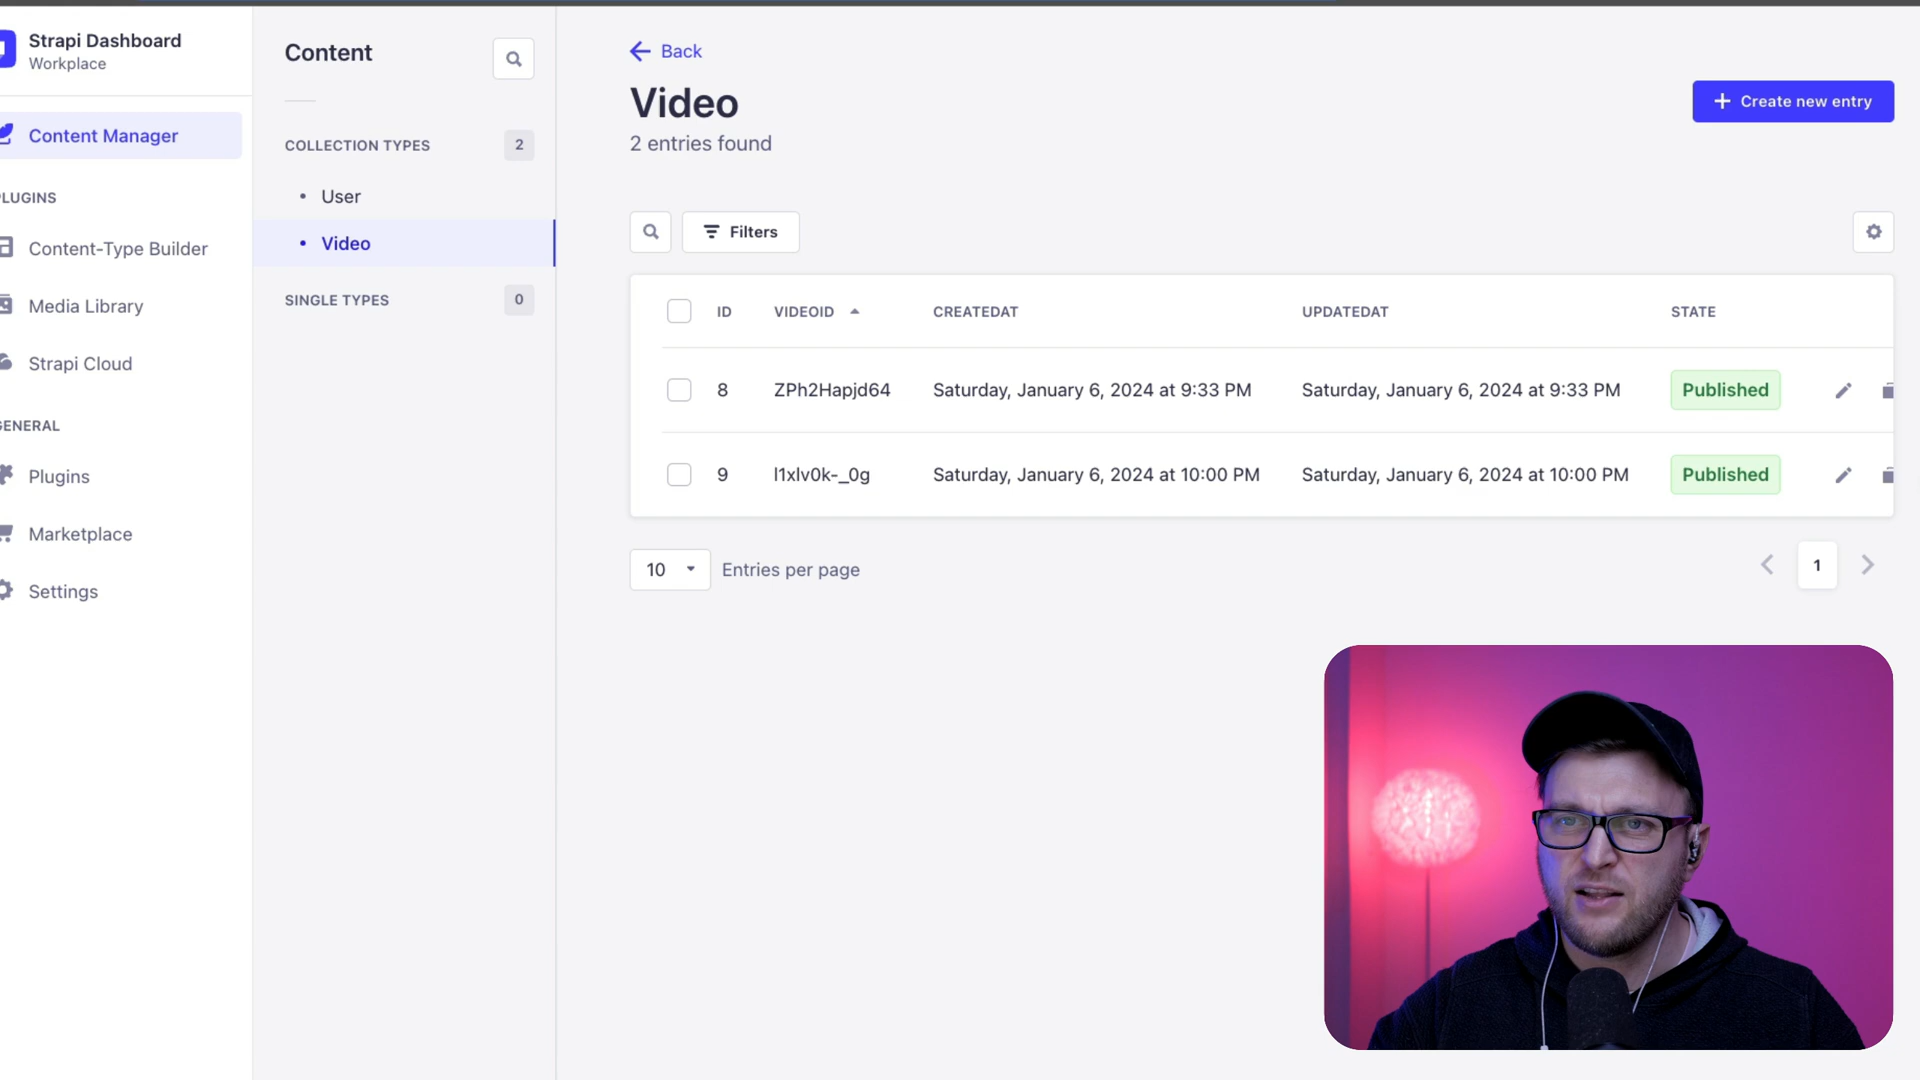 Strapi Dashboard
Workplace
Content Manager
PLUGINS
Content-Type Builder
Media Library
Strapi Cloud
GENERAL
Plugins
Marketplace
Settings
Content
COLLECTION TYPES 2
User
Video
SINGLE TYPES 0
Back
Video
2 entries found
Create new entry
Filters
ID VIDEOID CREATEDAT UPDATEDAT STATE
8 ZPh2Hapjd64 Saturday, January 6, 2024 at 9:33 PM Saturday, January 6, 2024 at 9:33 PM Published
9 l1xlv0k-_0g Saturday, January 6, 2024 at 10:00 PM Saturday, January 6, 2024 at 10:00 PM Published
10 Entries per page
1